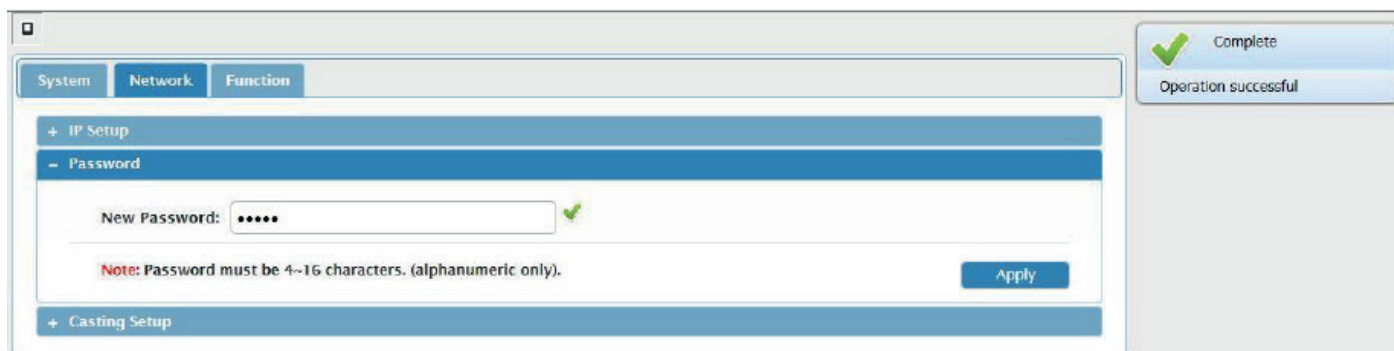 Complete
Operation successful
System Network Function
+ IP Setup
– Password
New Password: •••••
Note: Password must be 4~16 characters. (alphanumeric only).
Apply
+ Casting Setup